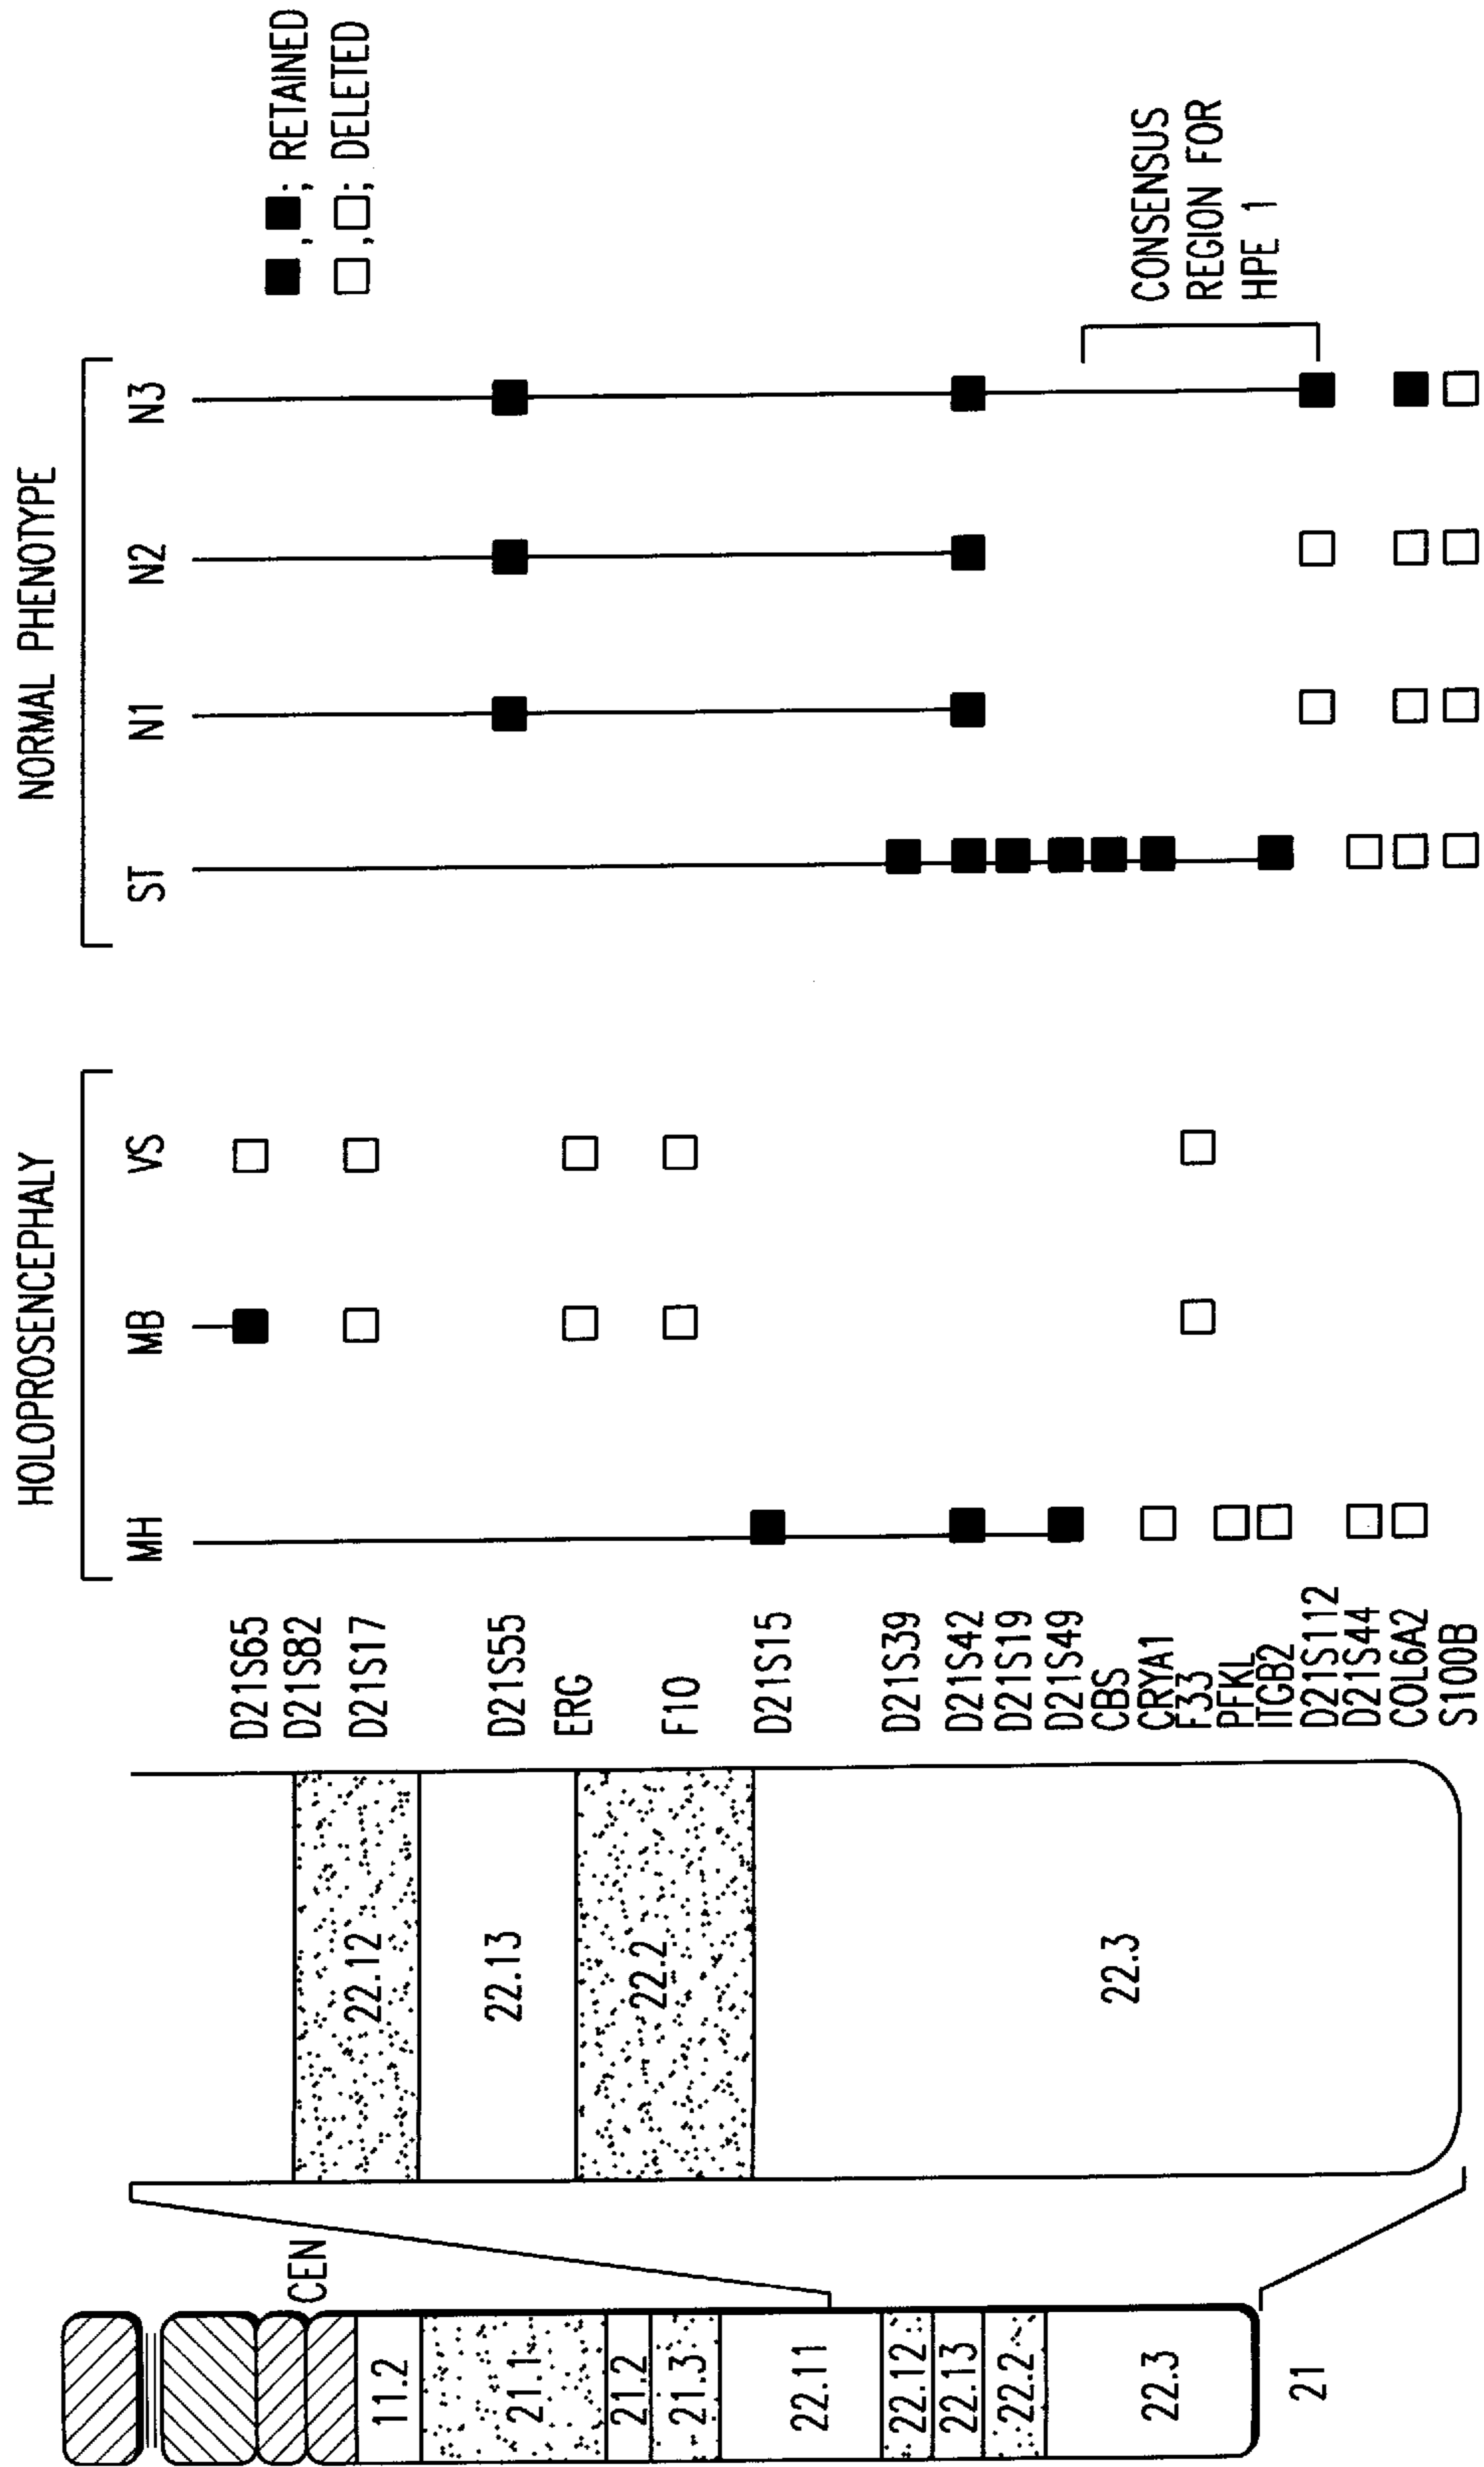 HOLOPROSENCEPHALY
NORMAL PHENOTYPE
MH
MB
VS
ST
N1
N2
N3
■, ■; RETAINED
□,□; DELETED
CONSENSUS
REGION FOR
HPE 1
D21S65
D21S82
D21S17
D21S55
ERG
F10
D21S15
D21S39
D21S42
D21S19
D21S49
CBS
CRYA1
F33
PFKL
ITGB2
D21S112
D21S44
COL6A2
S100B
22.12
22.13
22.2
22.3
CEN
11.2
21.1
21.2
21.3
22.11
22.12
22.13
22.2
22.3
21